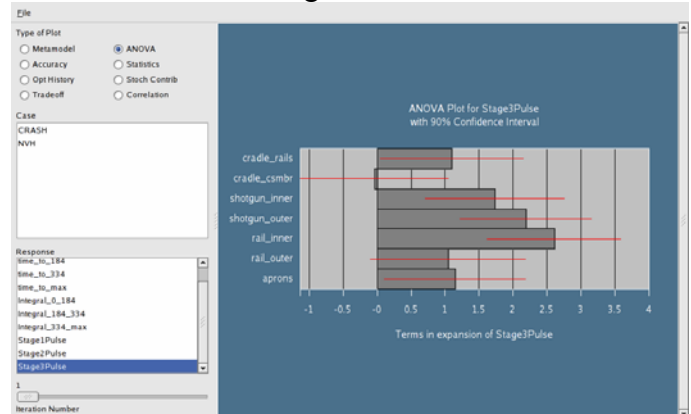 File
Type of Plot
Metamodel
ANOVA
Accuracy
Statistics
Opt History
Stoch Contrib
Tradeoff
Correlation
Case
CRASH
NVH
Response
time_to_184
time_to_334
time_to_max
Integral_0_184
Integral_184_334
Integral_334_max
Stage1Pulse
Stage2Pulse
Stage3Pulse
1
Iteration Number
ANOVA Plot for Stage3Pulse
with 90% Confidence Interval
cradle_rails
cradle_csmbr
shotgun_inner
shotgun_outer
rail_inner
rail_outer
aprons
-1 -0.5 -0 0.5 1 1.5 2 2.5 3 3.5 4
Terms in expansion of Stage3Pulse